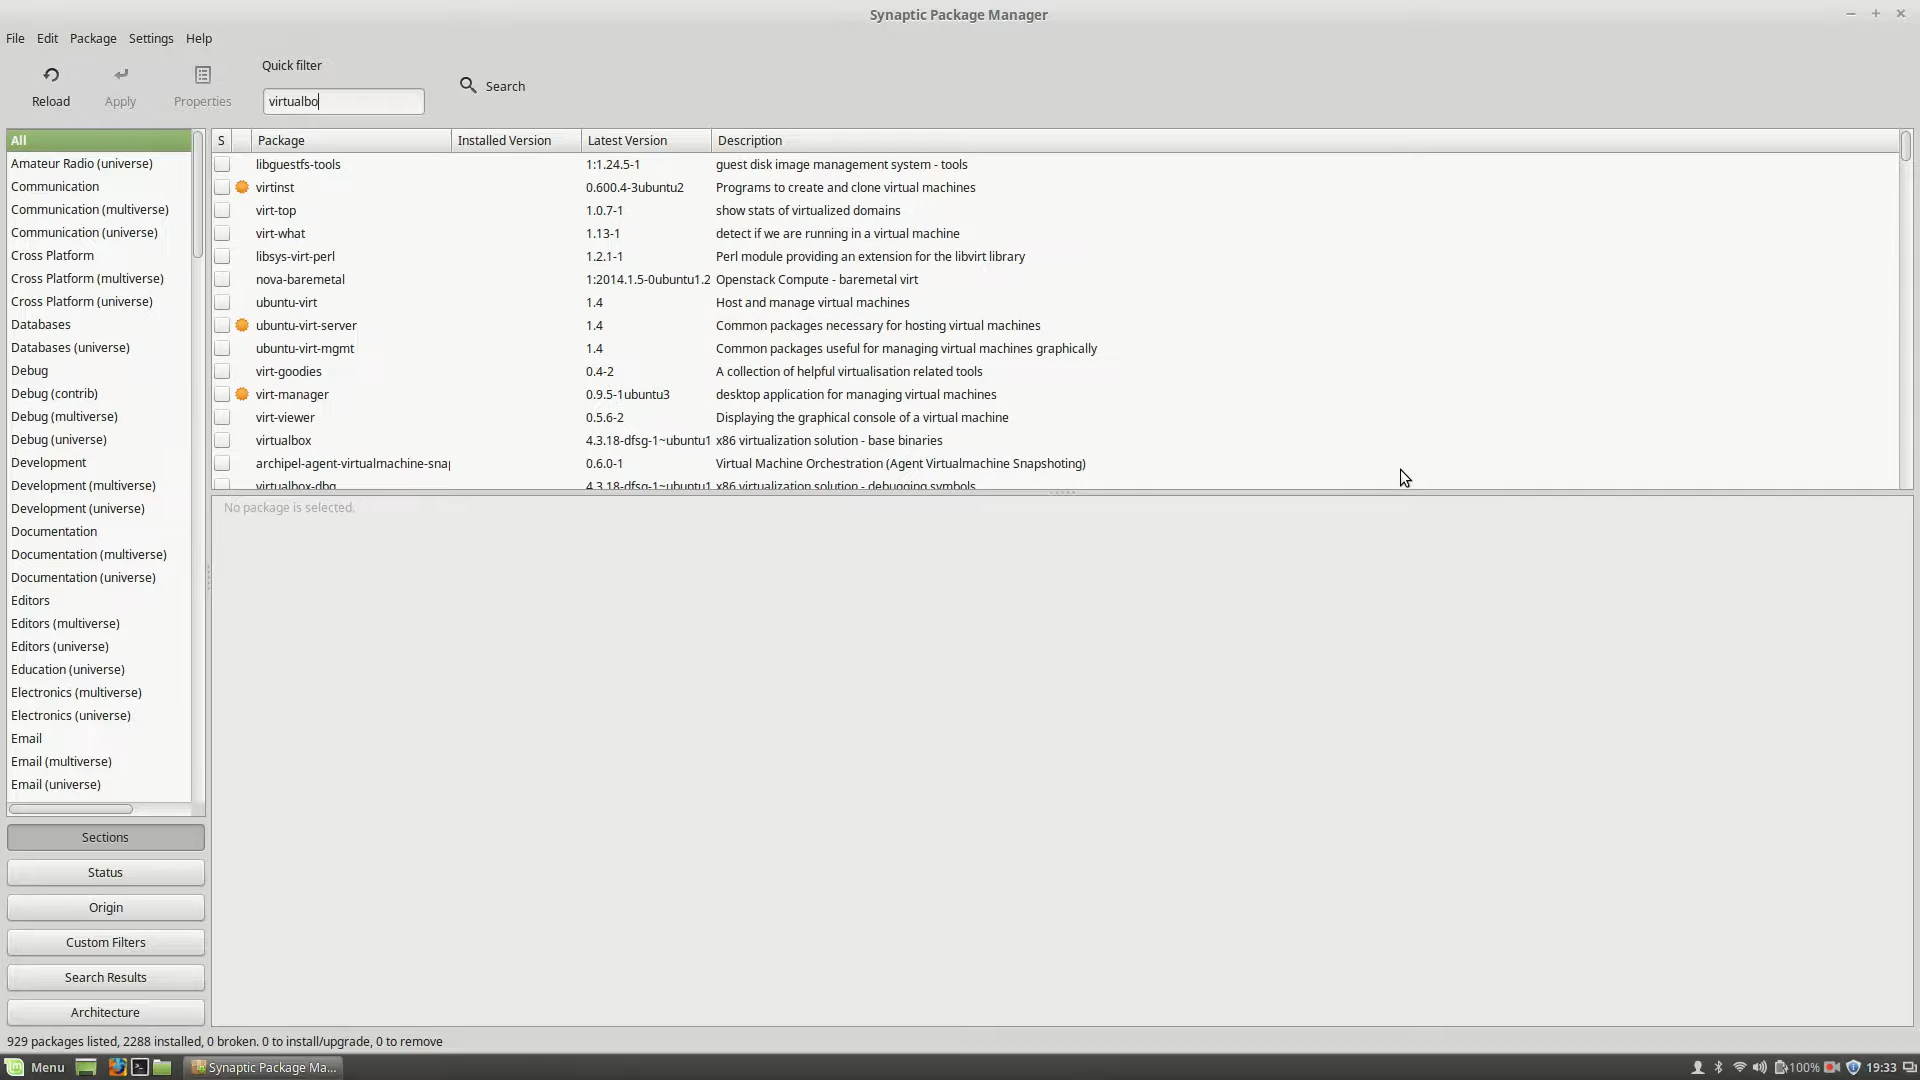 Synaptic Package Manager
File Edit Package Settings Help
Quick filter
Reload Apply Properties virtualbo Search
S Package Installed Version Latest Version Description
All
Amateur Radio (universe)
Communication
Communication (multiverse)
Communication (universe)
Cross Platform
Cross Platform (multiverse)
Cross Platform (universe)
Databases
Databases (universe)
Debug
Debug (contrib)
Debug (multiverse)
Debug (universe)
Development
Development (multiverse)
Development (universe)
Documentation
Documentation (multiverse)
Documentation (universe)
Editors
Editors (multiverse)
Editors (universe)
Education (universe)
Electronics (multiverse)
Electronics (universe)
Email
Email (multiverse)
Email (universe)
Sections
Status
Origin
Custom Filters
Search Results
Architecture
libguestfs-tools 1:1.24.5-1 guest disk image management system - tools
virtinst 0.600.4-3ubuntu2 Programs to create and clone virtual machines
virt-top 1.0.7-1 show stats of virtualized domains
virt-what 1.13-1 detect if we are running in a virtual machine
libsys-virt-perl 1.2.1-1 Perl module providing an extension for the libvirt library
nova-baremetal 1:2014.1.5-0ubuntu1.2 Openstack Compute - baremetal virt
ubuntu-virt 1.4 Host and manage virtual machines
ubuntu-virt-server 1.4 Common packages necessary for hosting virtual machines
ubuntu-virt-mgmt 1.4 Common packages useful for managing virtual machines graphically
virt-goodies 0.4-2 A collection of helpful virtualisation related tools
virt-manager 0.9.5-1ubuntu3 desktop application for managing virtual machines
virt-viewer 0.5.6-2 Displaying the graphical console of a virtual machine
virtualbox 4.3.18-dfsg-1~ubuntu1 x86 virtualization solution - base binaries
archipel-agent-virtualmachine-snap 0.6.0-1 Virtual Machine Orchestration (Agent Virtualmachine Snapshoting)
virtualbox-dbg 4.3.18-dfsg-1~ubuntu1 x86 virtualization solution - debugging symbols
No package is selected.
929 packages listed, 2288 installed, 0 broken. 0 to install/upgrade, 0 to remove
Menu Synaptic Package Ma... 100% 19:33